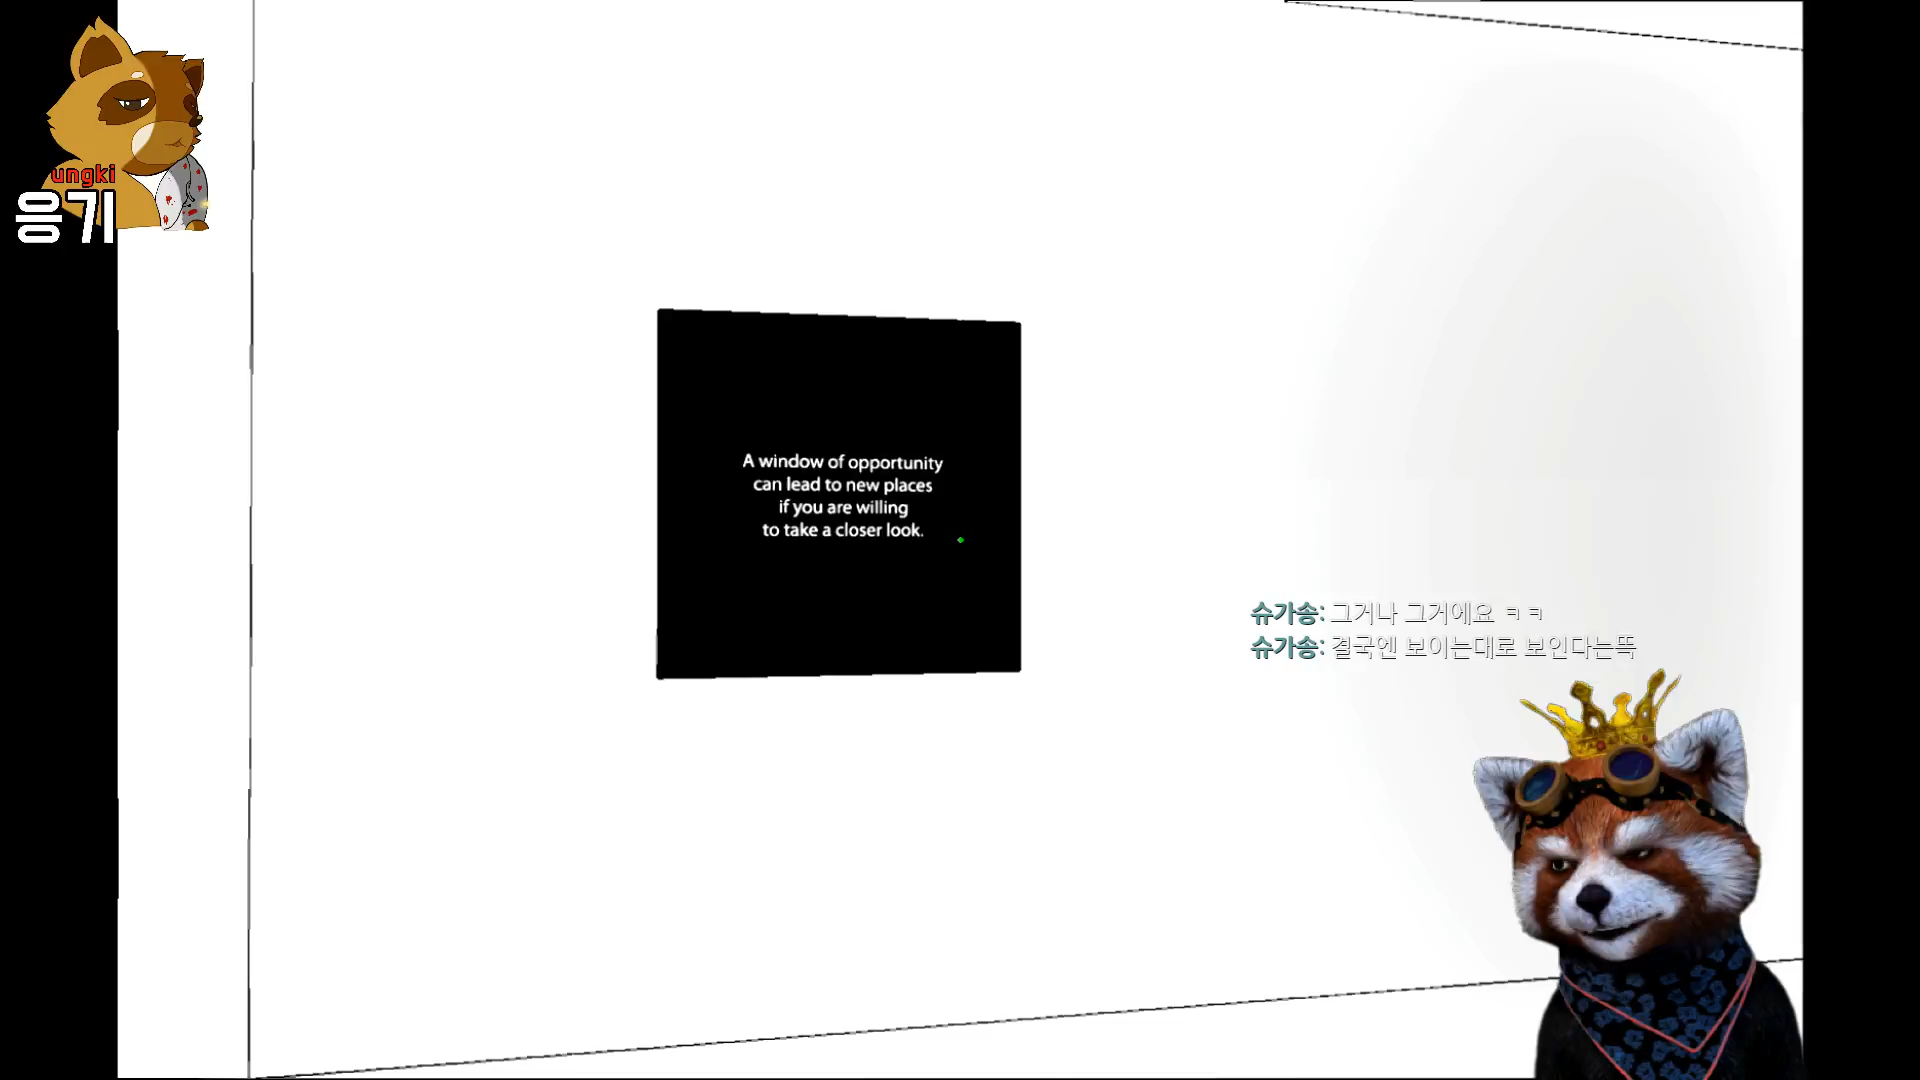 ungki
응기
A window of opportunity
can lead to new places
if you are willing
to take a closer look.
슈가송: 그거나 그거에요 ㅋㅋ
슈가송: 결국엔 보이는대로 보인다는뜩